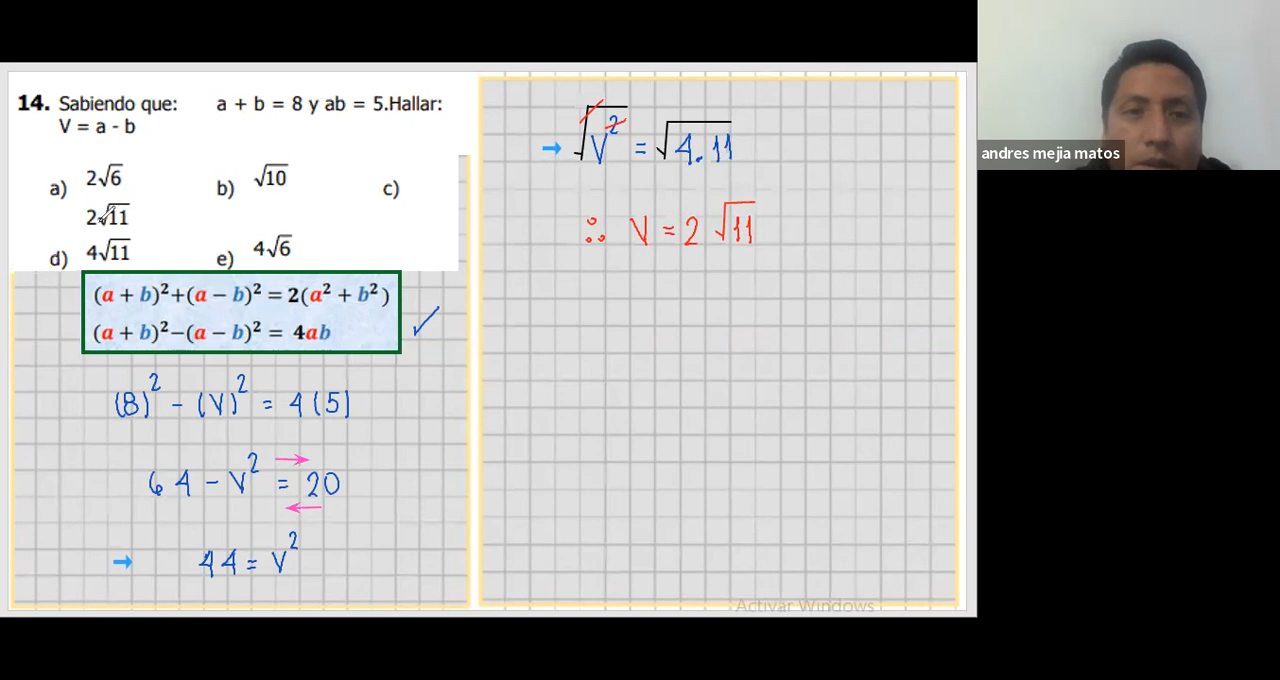 14. Sabiendo que: a + b = 8 y ab = 5.Hallar:
V = a - b
a) 2√6 b) √10 c)
2√11
d) 4√11 e) 4√6
(a + b)²+(a − b)² = 2(a² + b²)
(a + b)²−(a − b)² = 4ab
(8)² − (V)² = 4(5)
64 − V² = 20
→ 44 = V²
→ √V² = √4.11
∴ V = 2 √11
andres mejia matos
Activar Windows